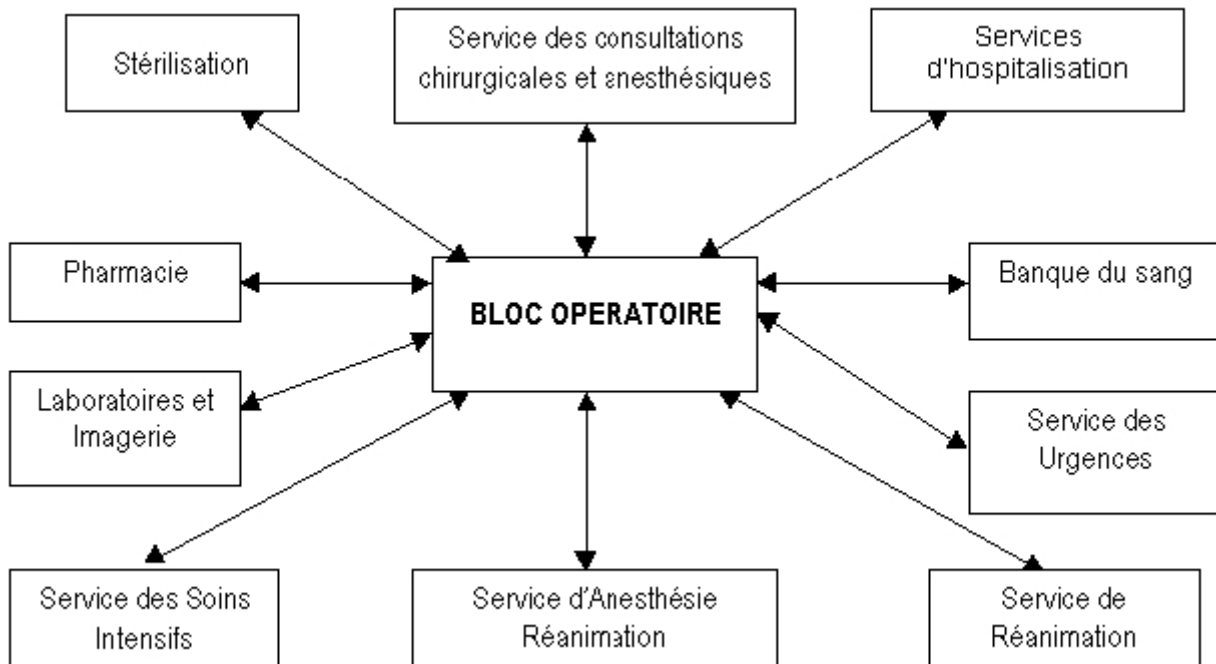 Stérilisation
Service des consultations
chirurgicales et anesthésiques
Services
d'hospitalisation
Pharmacie
BLOC OPERATOIRE
Banque du sang
Laboratoires et
Imagerie
Service des
Urgences
Service des Soins
Intensifs
Service d'Anesthésie
Réanimation
Service de
Réanimation